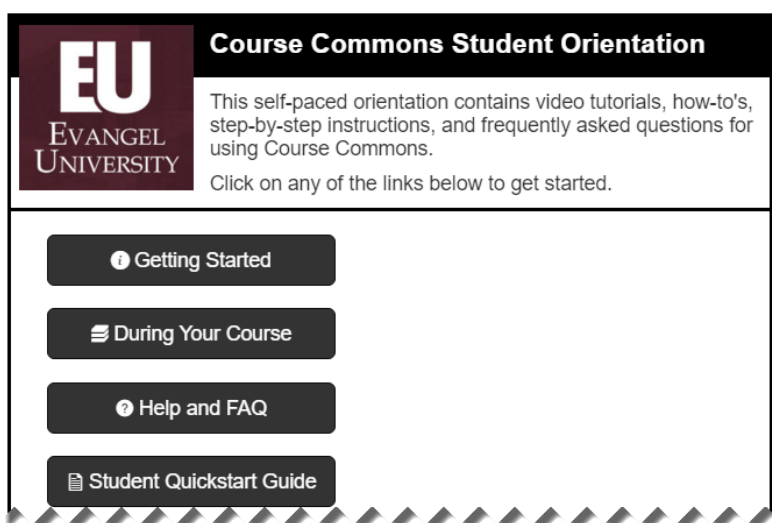 EU
EVANGEL
UNIVERSITY
Course Commons Student Orientation
This self-paced orientation contains video tutorials, how-to's,
step-by-step instructions, and frequently asked questions for
using Course Commons.
Click on any of the links below to get started.
Getting Started
During Your Course
Help and FAQ
Student Quickstart Guide